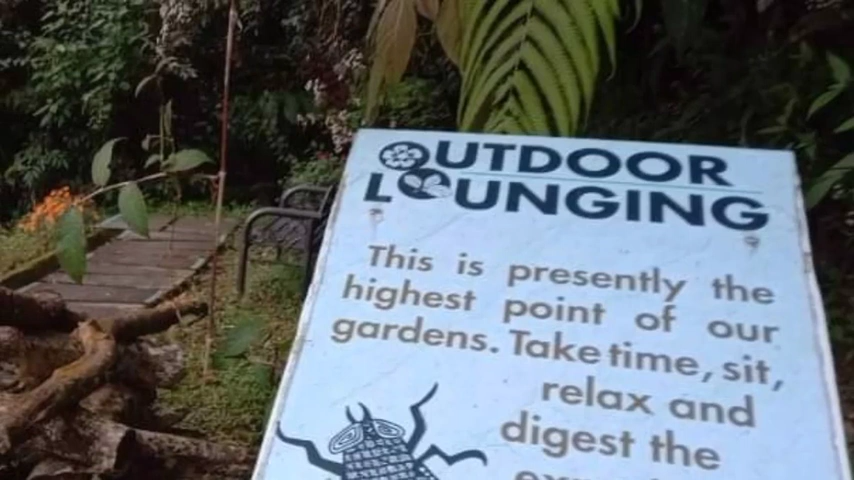 OUTDOOR
LOUNGING
This is presently the
highest point of our
gardens. Take time, sit,
relax and
digest the